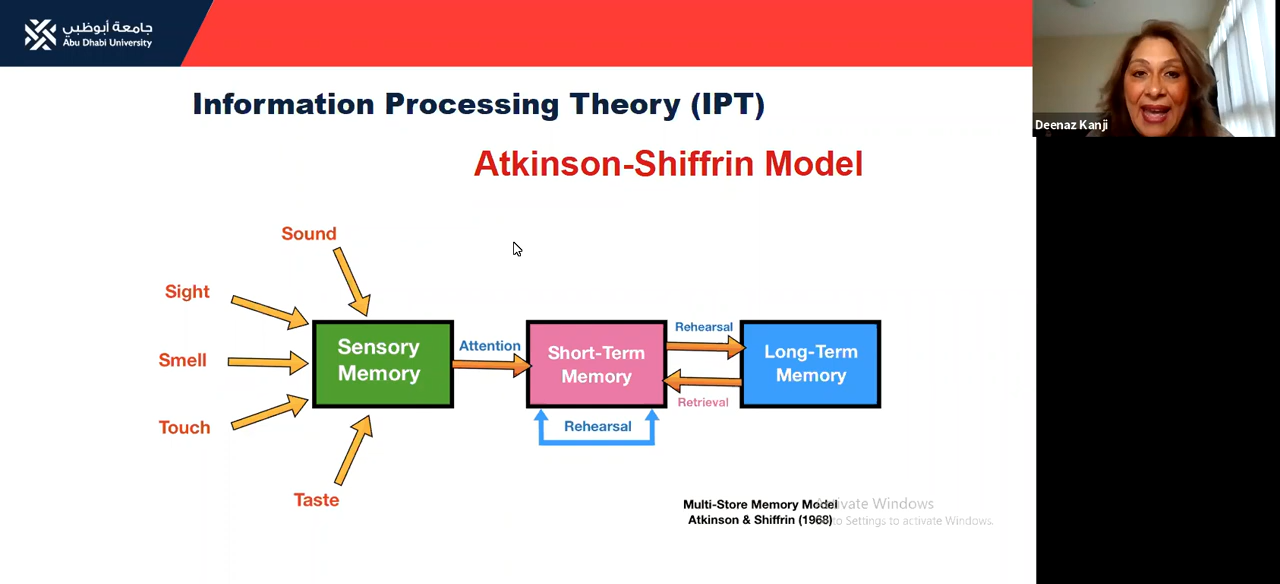 جامعة أبوظبي
Abu Dhabi University
Deenaz Kanji
Information Processing Theory (IPT)
Atkinson-Shiffrin Model
Sound
Sight
Smell
Touch
Taste
Sensory
Memory
Attention
Short-Term
Memory
Rehearsal
Rehearsal
Retrieval
Long-Term
Memory
Multi-Store Memory Model
Atkinson & Shiffrin (1968)
Activate Windows
to Settings to activate Windows.